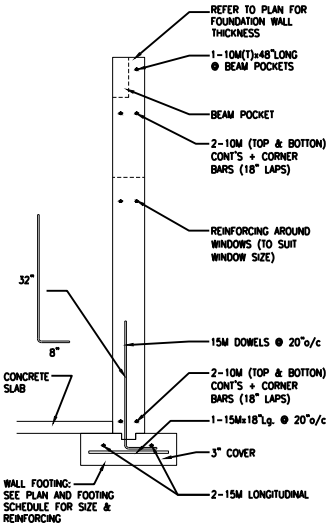 REFER TO PLAN FOR
FOUNDATION WALL
THICKNESS
1-10M(T)x48"LONG
@ BEAM POCKETS
BEAM POCKET
2-10M (TOP & BOTTON)
CONT'S + CORNER
BARS (18" LAPS)
REINFORCING AROUND
WINDOWS (TO SUIT
WINDOW SIZE)
32"
8"
15M DOWELS @ 20"o/c
CONCRETE
SLAB
2-10M (TOP & BOTTOM)
CONT'S + CORNER
BARS (18" LAPS)
1-15Mx18"Lg. @ 20"o/c
3" COVER
WALL FOOTING:
SEE PLAN AND FOOTING
SCHEDULE FOR SIZE &
REINFORCING
2-15M LONGITUDINAL